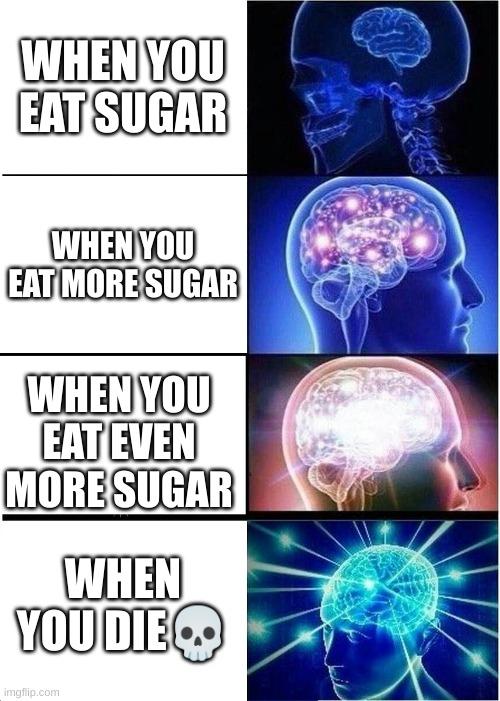 WHEN YOU
EAT SUGAR
WHEN YOU
EAT MORE SUGAR
WHEN YOU
EAT EVEN
MORE SUGAR
WHEN
YOU DIE💀
imgflip.com